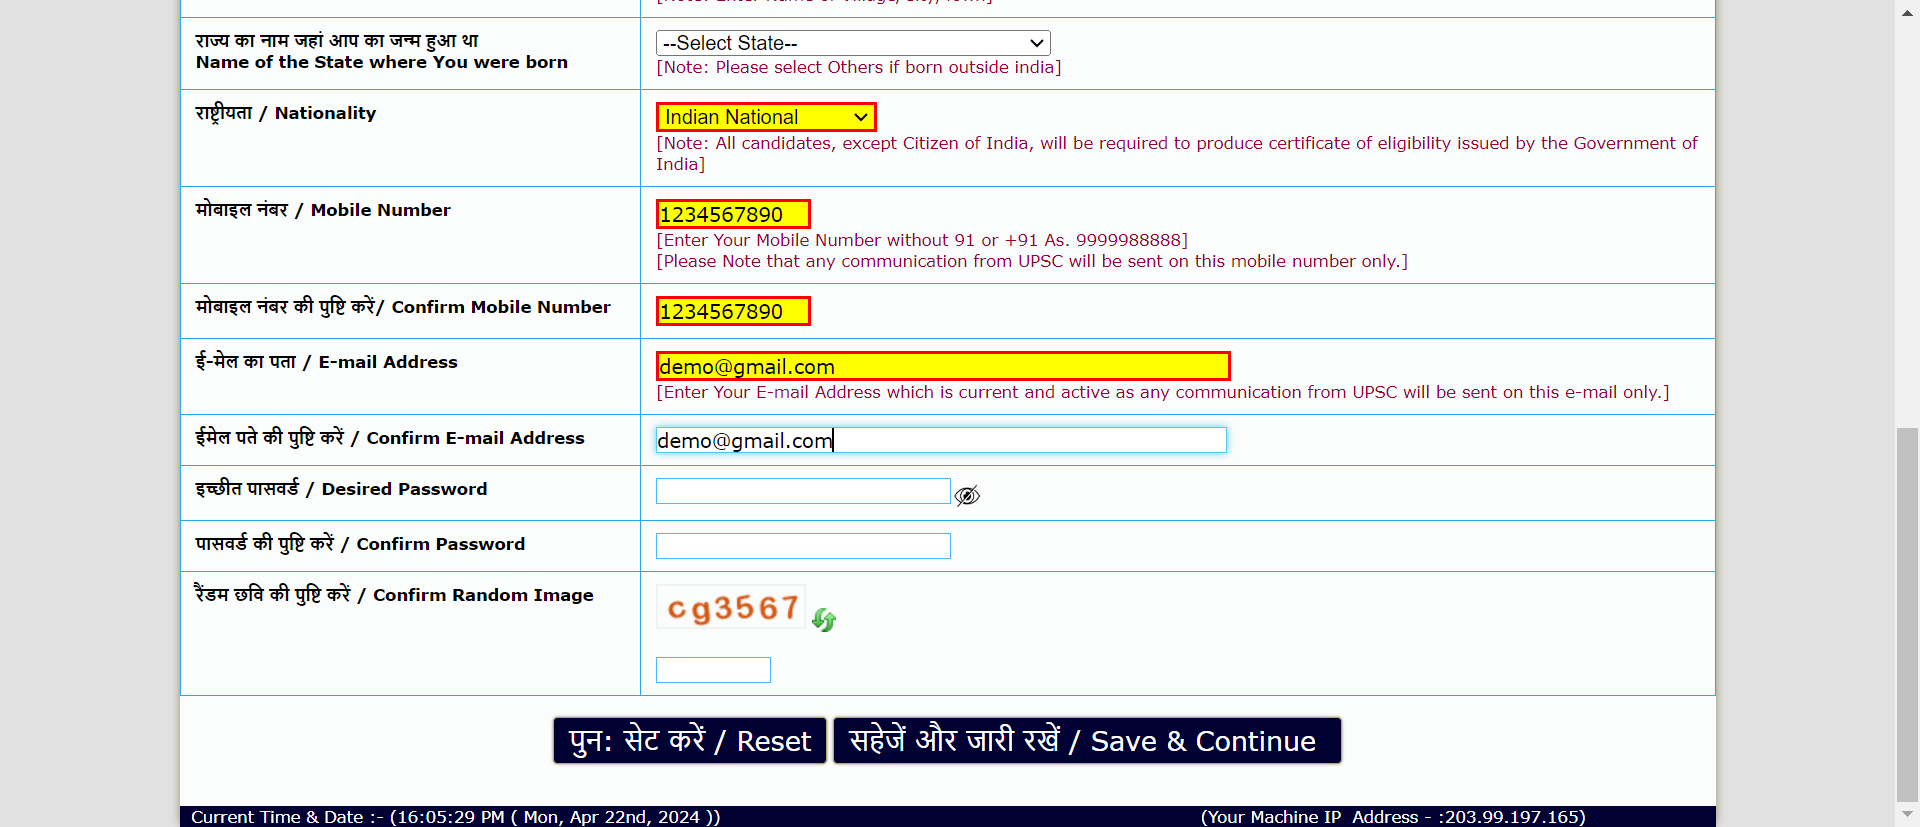 राज्य का नाम जहां आप का जन्म हुआ था
Name of the State where You were born
--Select State--
[Note: Please select Others if born outside india]
राष्ट्रीयता / Nationality
Indian National
[Note: All candidates, except Citizen of India, will be required to produce certificate of eligibility issued by the Government of
India]
मोबाइल नंबर / Mobile Number
1234567890
[Enter Your Mobile Number without 91 or +91 As. 9999988888]
[Please Note that any communication from UPSC will be sent on this mobile number only.]
मोबाइल नंबर की पुष्टि करें/ Confirm Mobile Number
1234567890
ई-मेल का पता / E-mail Address
demo@gmail.com
[Enter Your E-mail Address which is current and active as any communication from UPSC will be sent on this e-mail only.]
ईमेल पते की पुष्टि करें / Confirm E-mail Address
demo@gmail.com
इच्छीत पासवर्ड / Desired Password
पासवर्ड की पुष्टि करें / Confirm Password
रैंडम छवि की पुष्टि करें / Confirm Random Image
cg3567
पुन: सेट करें / Reset
सहेजें और जारी रखें / Save & Continue
Current Time & Date :- (16:05:29 PM ( Mon, Apr 22nd, 2024 ))
(Your Machine IP Address - :203.99.197.165)